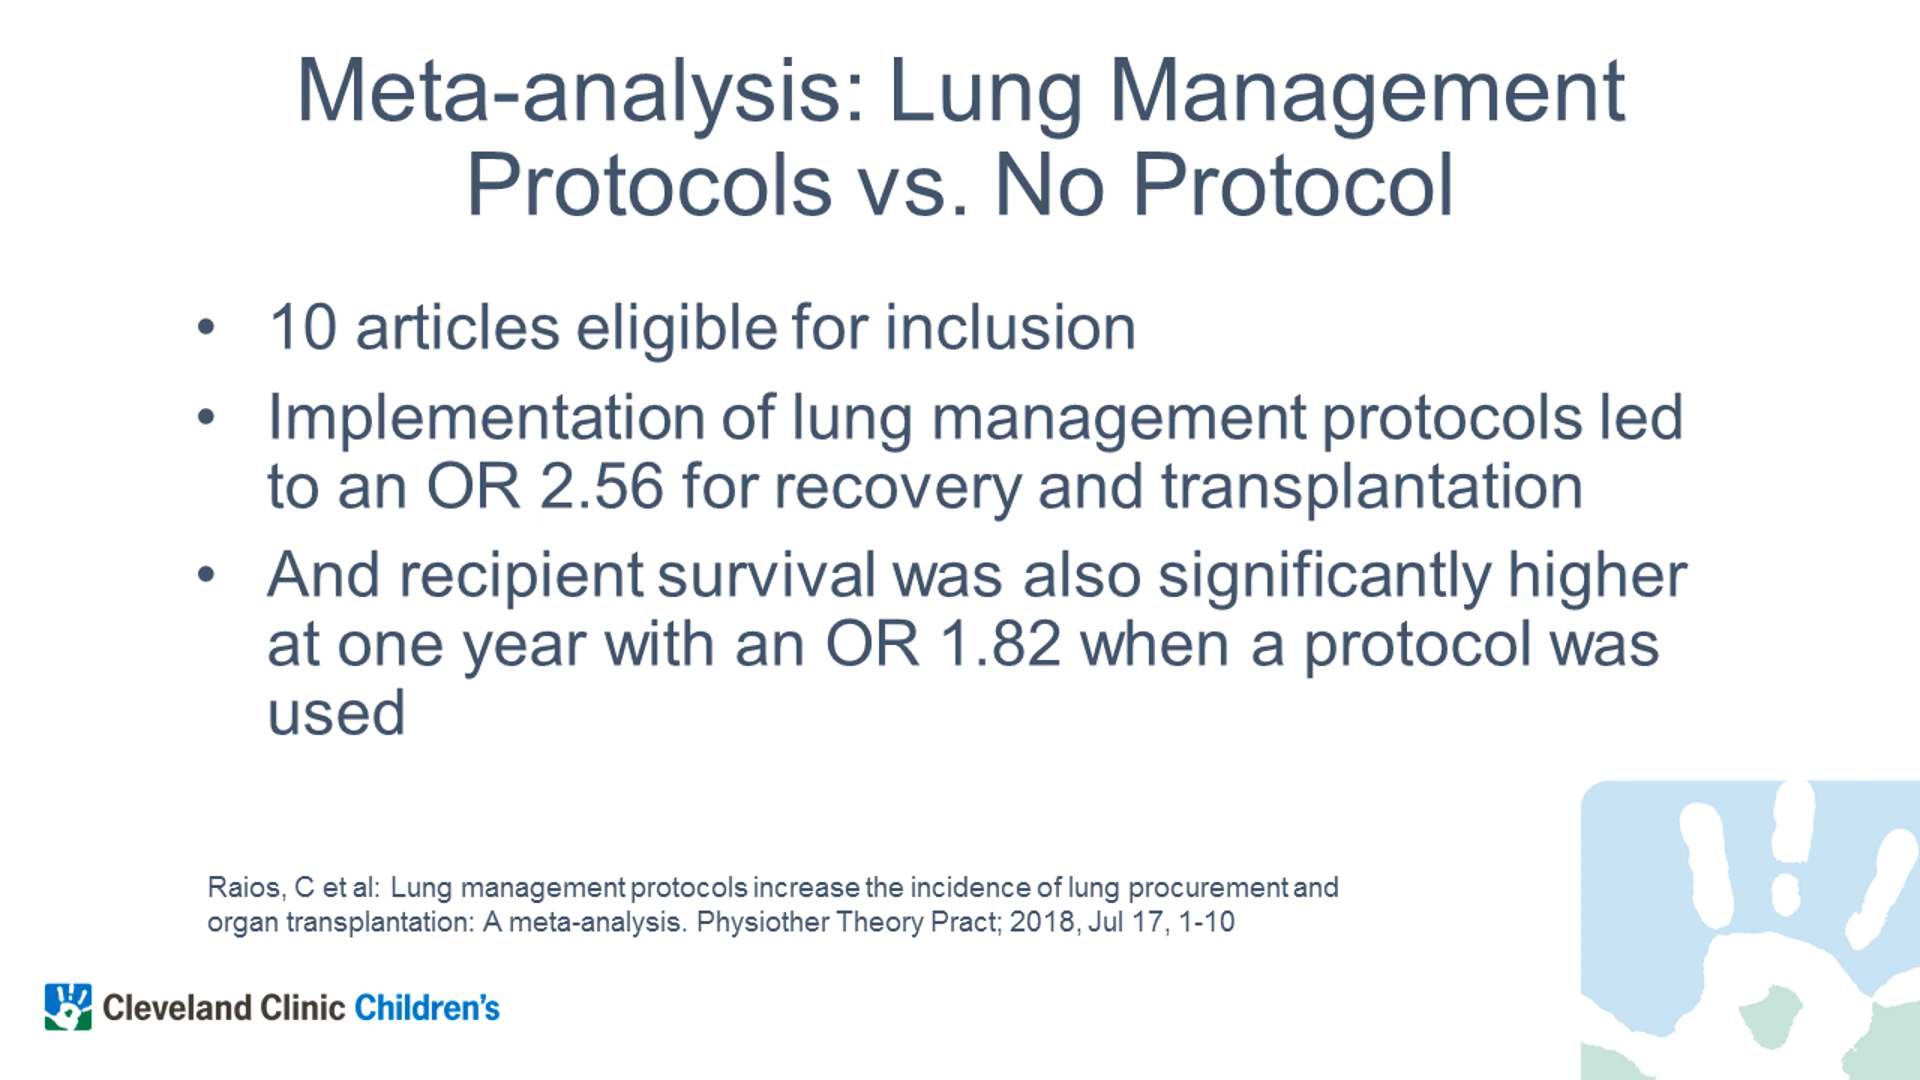 Meta-analysis: Lung Management
Protocols vs. No Protocol
• 10 articles eligible for inclusion
• Implementation of lung management protocols led
to an OR 2.56 for recovery and transplantation
• And recipient survival was also significantly higher
at one year with an OR 1.82 when a protocol was
used
Raios, C et al: Lung management protocols increase the incidence of lung procurement and
organ transplantation: A meta-analysis. Physiother Theory Pract; 2018, Jul 17, 1-10
Cleveland Clinic Children's